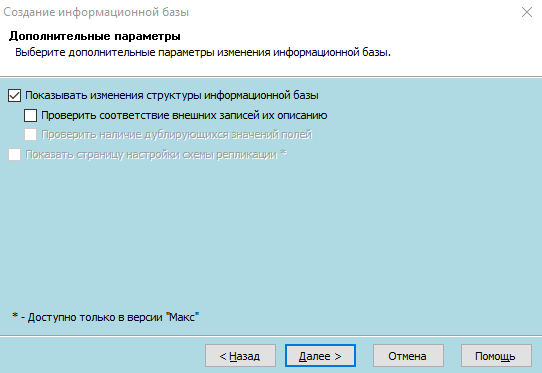 Создание информационной базы
Дополнительные параметры
Выберите дополнительные параметры изменения информационной базы.
Показывать изменения структуры информационной базы
Проверить соответствие внешних записей их описанию
Проверить наличие дублирующихся значений полей
Показать страницу настройки схемы репликации *
* - Доступно только в версии "Макс"
< Назад Далее > Отмена Помощь